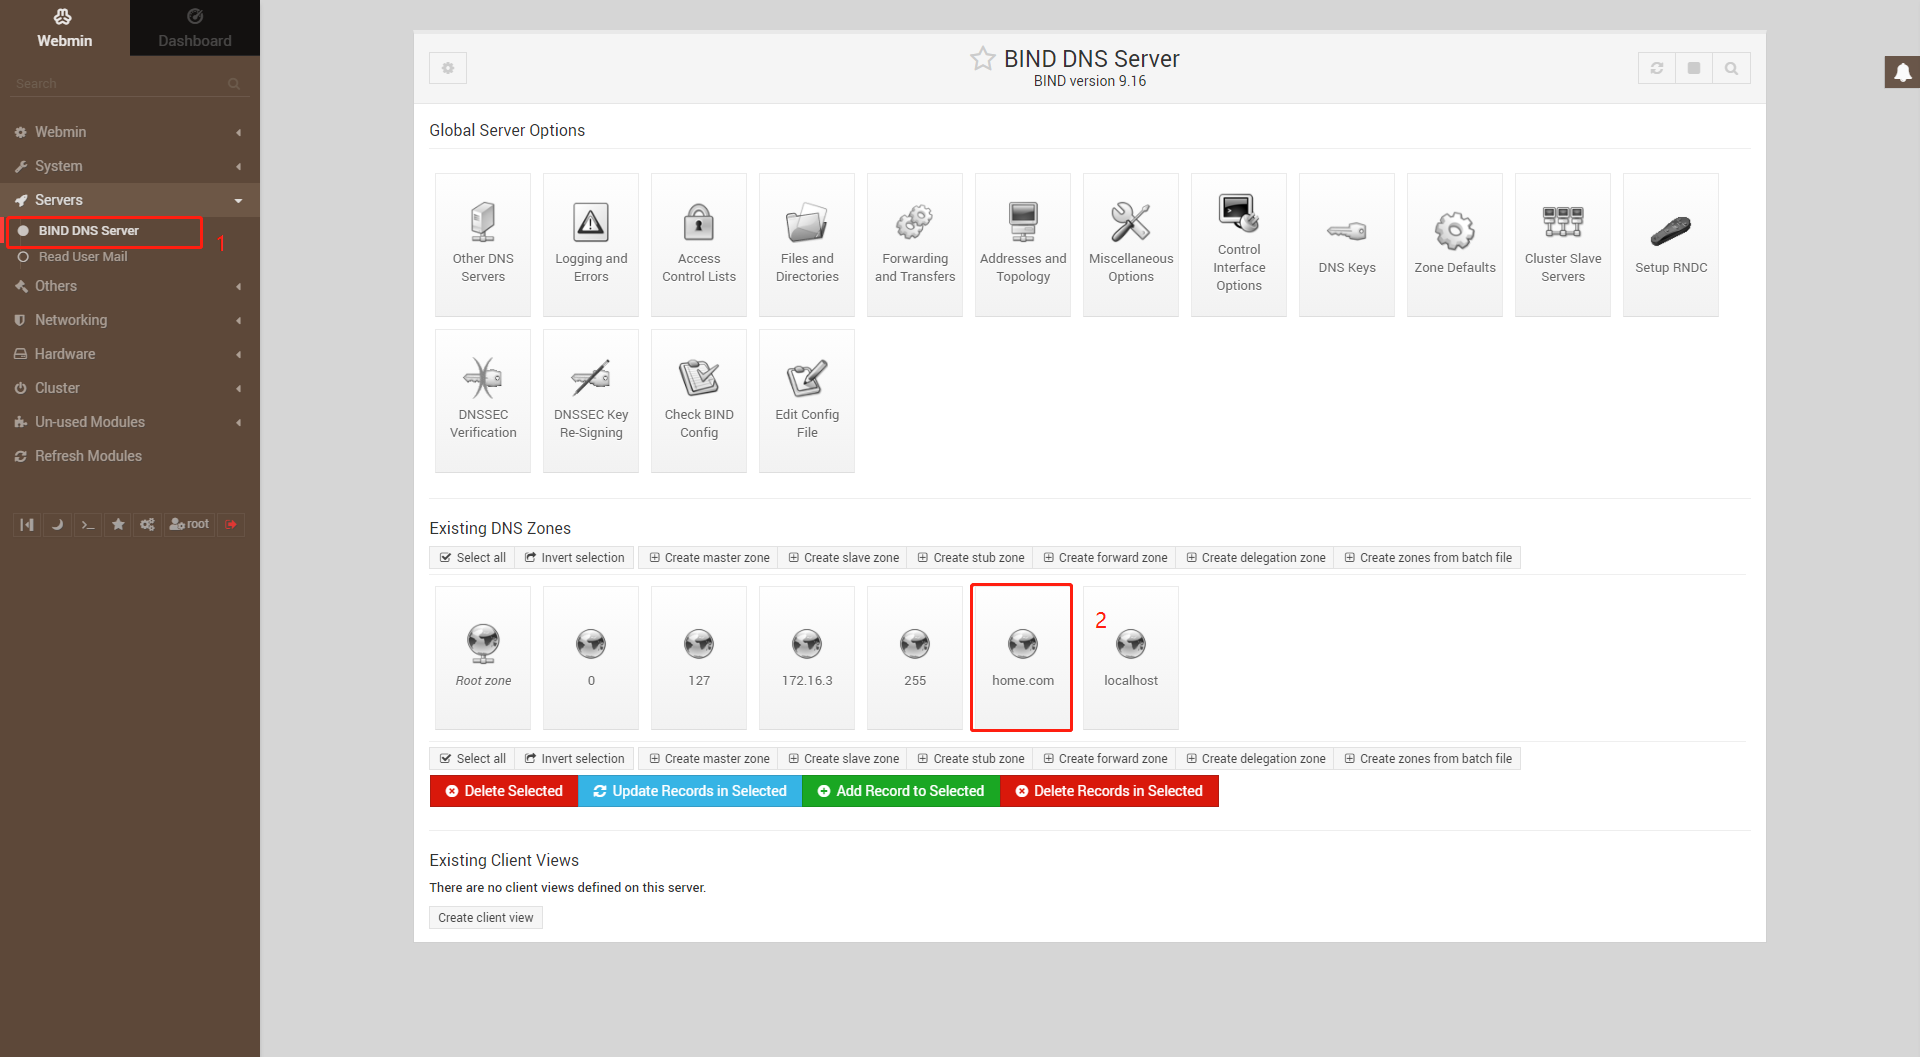 Webmin
Dashboard
Search
Webmin
System
Servers
BIND DNS Server
1
Read User Mail
Others
Networking
Hardware
Cluster
Un-used Modules
Refresh Modules
root
BIND DNS Server
BIND version 9.16
Global Server Options
Other DNS
Servers
Logging and
Errors
Access
Control Lists
Files and
Directories
Forwarding
and Transfers
Addresses and
Topology
Miscellaneous
Options
Control
Interface
Options
DNS Keys
Zone Defaults
Cluster Slave
Servers
Setup RNDC
DNSSEC
Verification
DNSSEC Key
Re-Signing
Check BIND
Config
Edit Config
File
Existing DNS Zones
Select all Invert selection Create master zone Create slave zone Create stub zone Create forward zone Create delegation zone Create zones from batch file
2
Root zone 0 127 172.16.3 255 home.com localhost
Select all Invert selection Create master zone Create slave zone Create stub zone Create forward zone Create delegation zone Create zones from batch file
Delete Selected Update Records in Selected Add Record to Selected Delete Records in Selected
Existing Client Views
There are no client views defined on this server.
Create client view